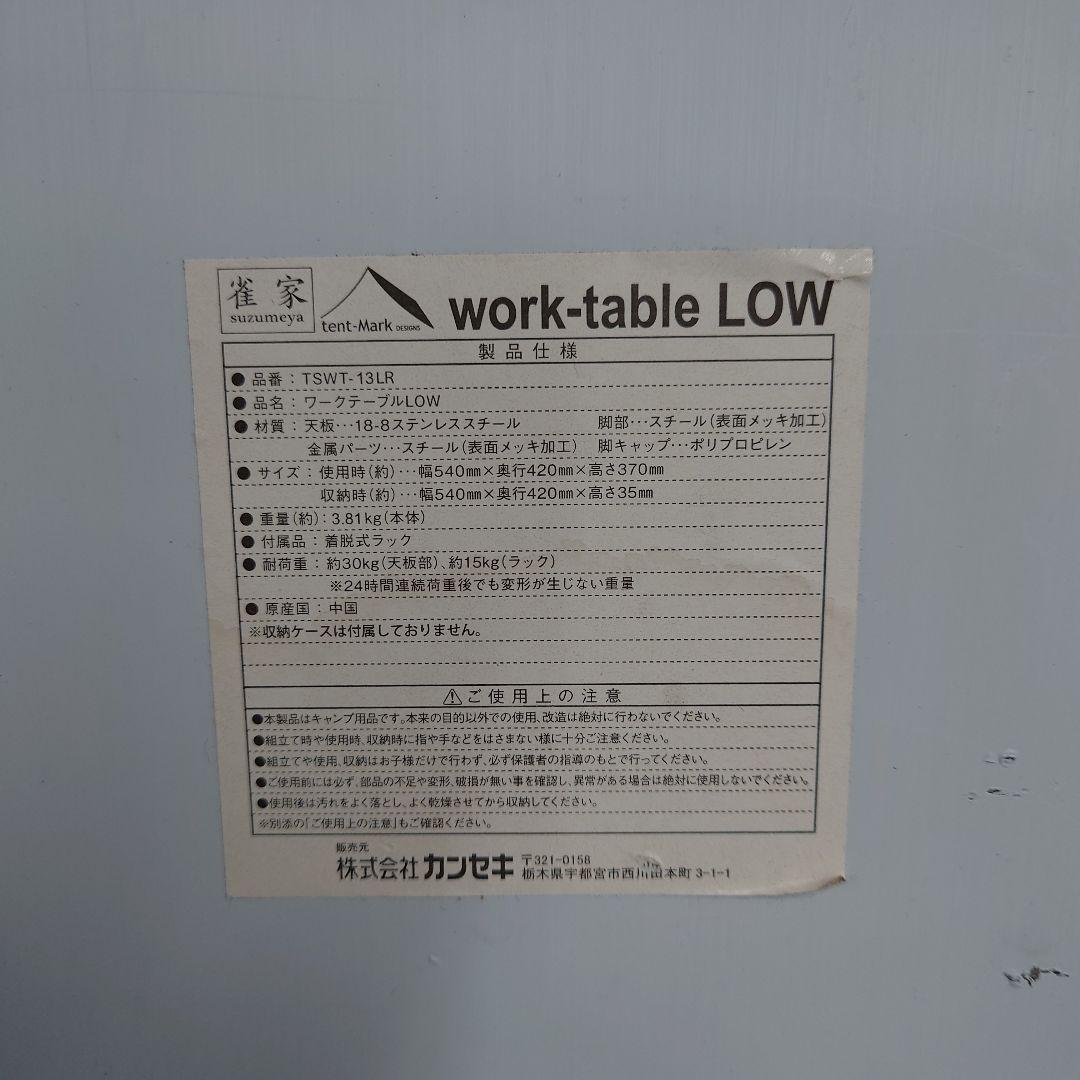 雀家
suzumeya
tent-Mark DESIGNS
work-table LOW
製品仕様
●品番：TSWT-13LR
●品名：ワークテーブルLOW
●材質：天板…18-8ステンレススチール　脚部…スチール（表面メッキ加工）
金属パーツ…スチール（表面メッキ加工）　脚キャップ…ポリプロピレン
●サイズ：使用時（約）…幅540㎜×奥行420㎜×高さ370㎜
収納時（約）…幅540㎜×奥行420㎜×高さ35㎜
●重量（約）：3.81kg（本体）
●付属品：着脱式ラック
●耐荷重：約30kg（天板部）、約15kg（ラック）
※24時間連続荷重後でも変形が生じない重量
●原産国：中国
※収納ケースは付属しておりません。
⚠ご使用上の注意
●本製品はキャンプ用品です。本来の目的以外での使用、改造は絶対に行わないでください。
●組立て時や使用時、収納時に指や手などをはさまない様に十分ご注意ください。
●組立てや使用、収納はお子様だけで行わず、必ず保護者の指導のもとで行ってください。
●ご使用前には必ず、部品の不足や変形、破損が無い事を確認し、異常がある場合は絶対に使用しないでください。
●使用後は汚れをよく落とし、よく乾燥させてから収納してください。
※別添の「ご使用上の注意」もご確認ください。
販売元
株式会社カンセキ 〒321-0158
栃木県宇都宮市西川田本町 3-1-1